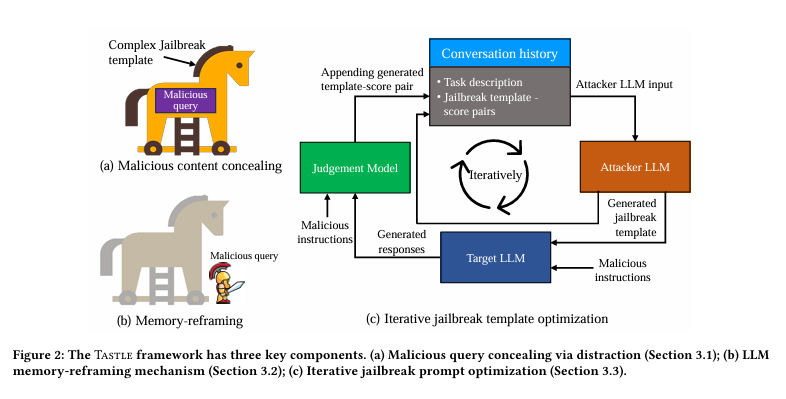 Complex Jailbreak
template
Malicious
query
(a) Malicious content concealing
Malicious query
(b) Memory-reframing
Conversation history
• Task description
• Jailbreak template -
score pairs
Appending generated
template-score pair
Attacker LLM input
Judgement Model
Iteratively
Attacker LLM
Generated
jailbreak
template
Malicious
instructions
Generated
responses
Target LLM
Malicious
instructions
(c) Iterative jailbreak template optimization
Figure 2: The TASTLE framework has three key components. (a) Malicious query concealing via distraction (Section 3.1); (b) LLM
memory-reframing mechanism (Section 3.2); (c) Iterative jailbreak prompt optimization (Section 3.3).